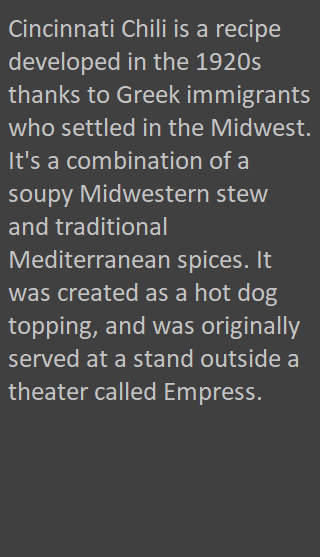 Cincinnati Chili is a recipe
developed in the 1920s
thanks to Greek immigrants
who settled in the Midwest.
It's a combination of a
soupy Midwestern stew
and traditional
Mediterranean spices. It
was created as a hot dog
topping, and was originally
served at a stand outside a
theater called Empress.